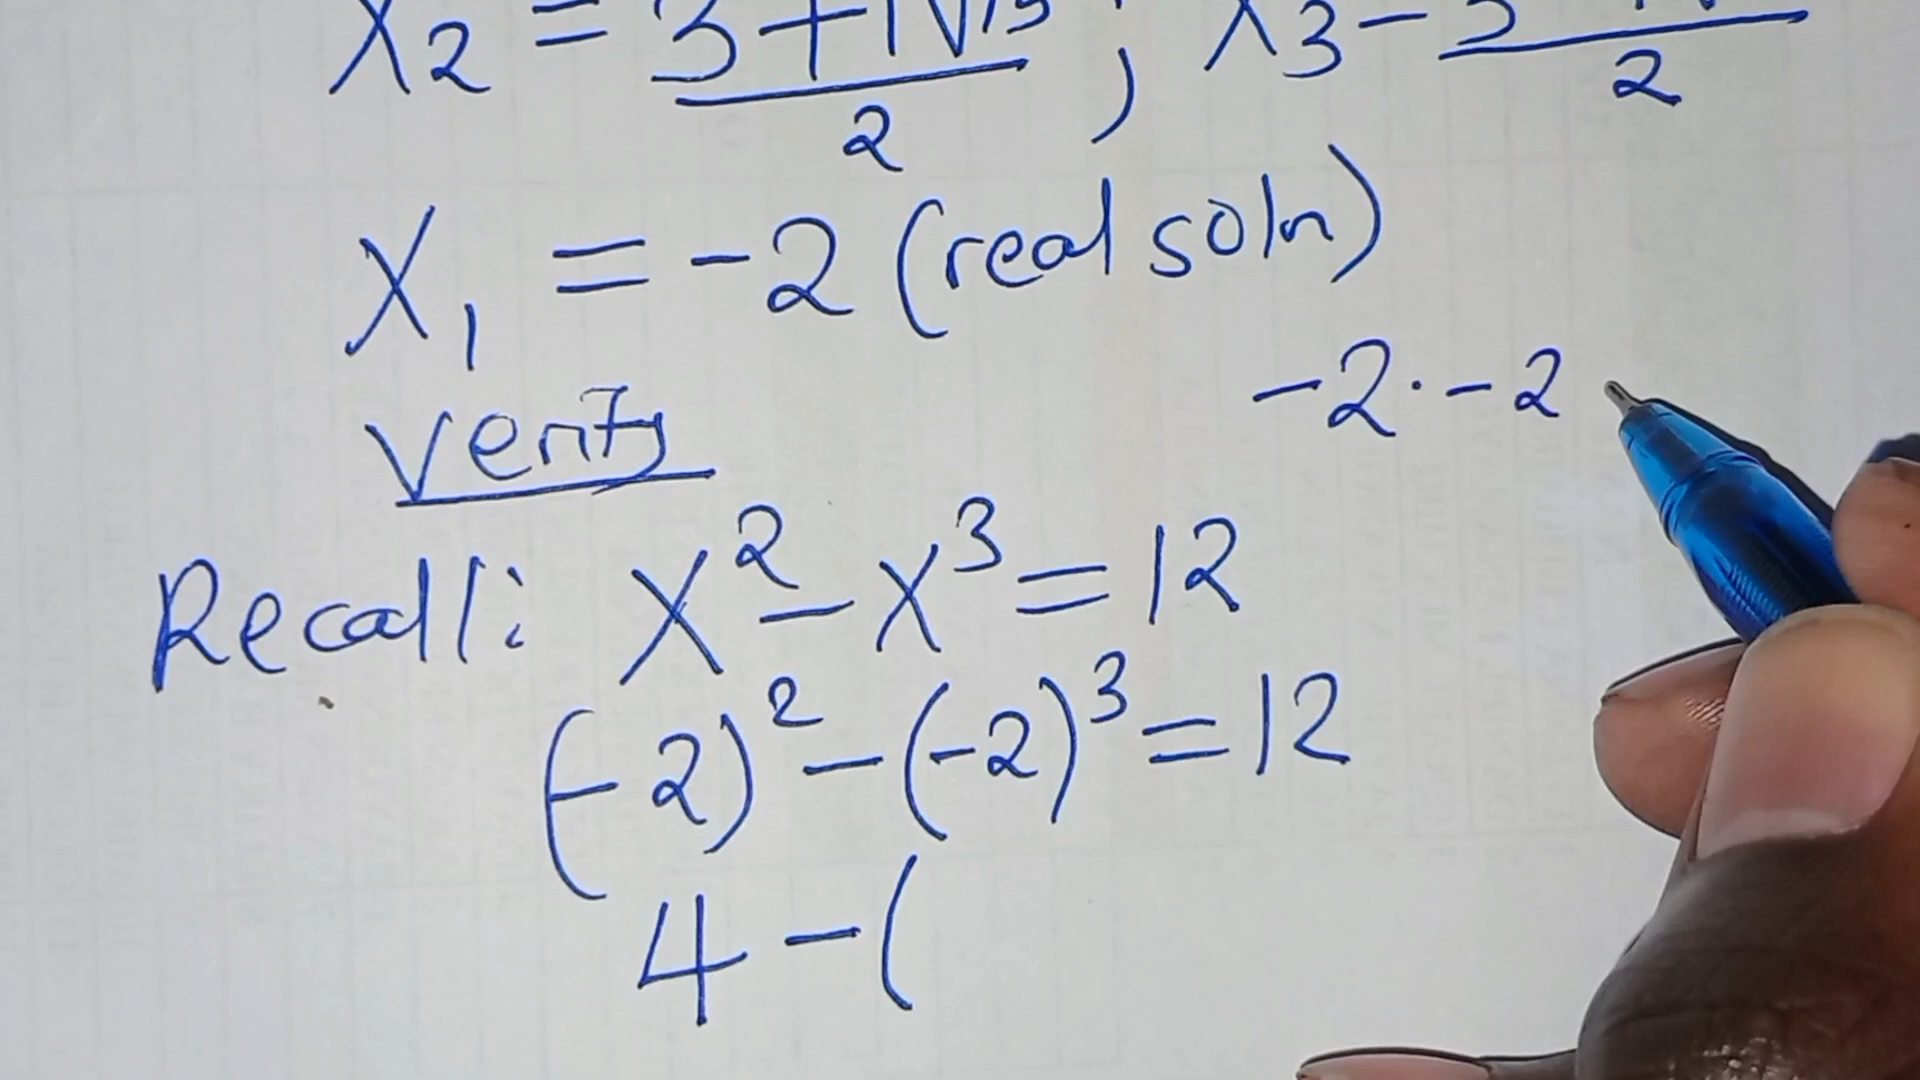 X₂ = 3+i√15 / 2 ; X₃ = 3 / 2
X₁ = -2 (real soln)
-2 · -2
Verify
Recall: X² - X³ = 12
(-2)² - (-2)³ = 12
4 - (